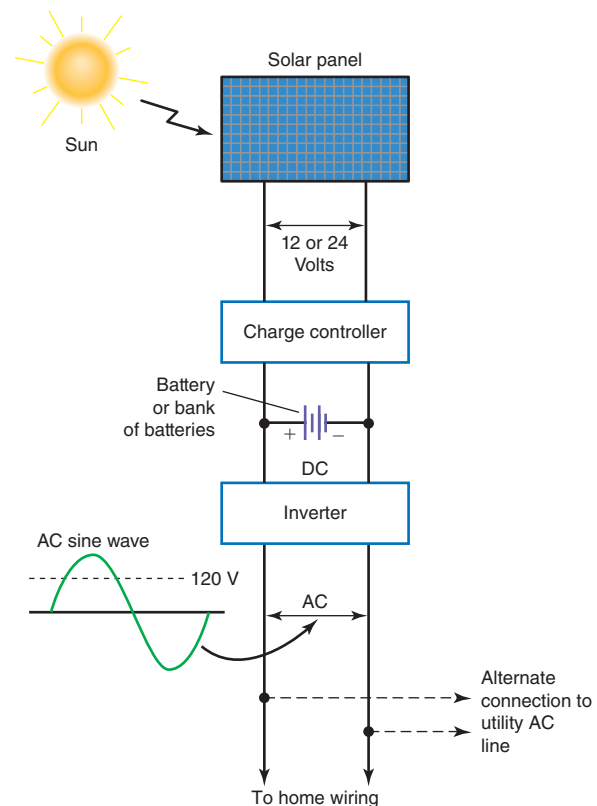 Solar panel
Sun
12 or 24
Volts
Charge controller
Battery
or bank
of batteries
+ –
DC
Inverter
AC sine wave
120 V
AC
Alternate
connection to
utility AC
line
To home wiring